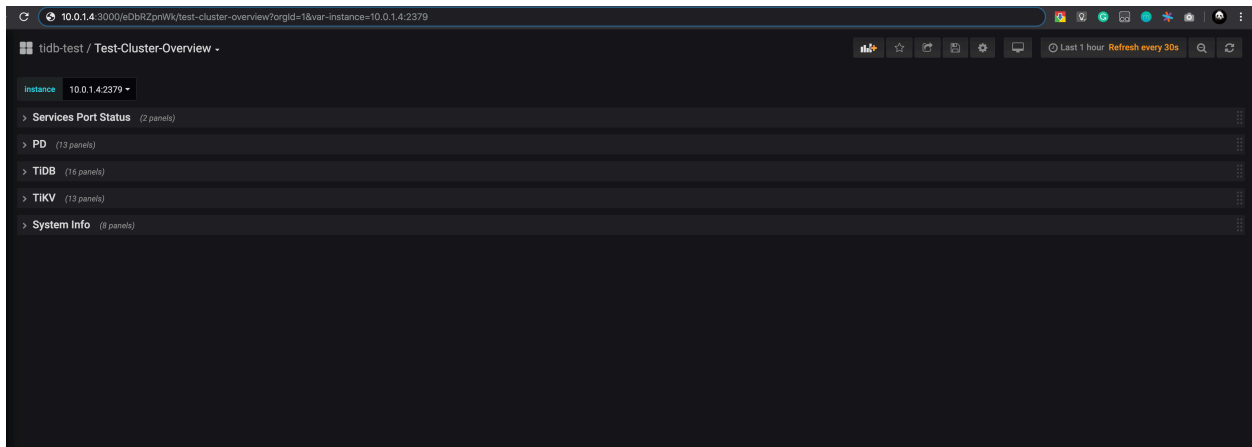 10.0.1.4:3000/eDbRZpnWk/test-cluster-overview?orgId=1&var-instance=10.0.1.4:2379
tidb-test / Test-Cluster-Overview
Last 1 hour Refresh every 30s
instance 10.0.1.4:2379
Services Port Status (2 panels)
PD (13 panels)
TiDB (16 panels)
TiKV (13 panels)
System Info (8 panels)